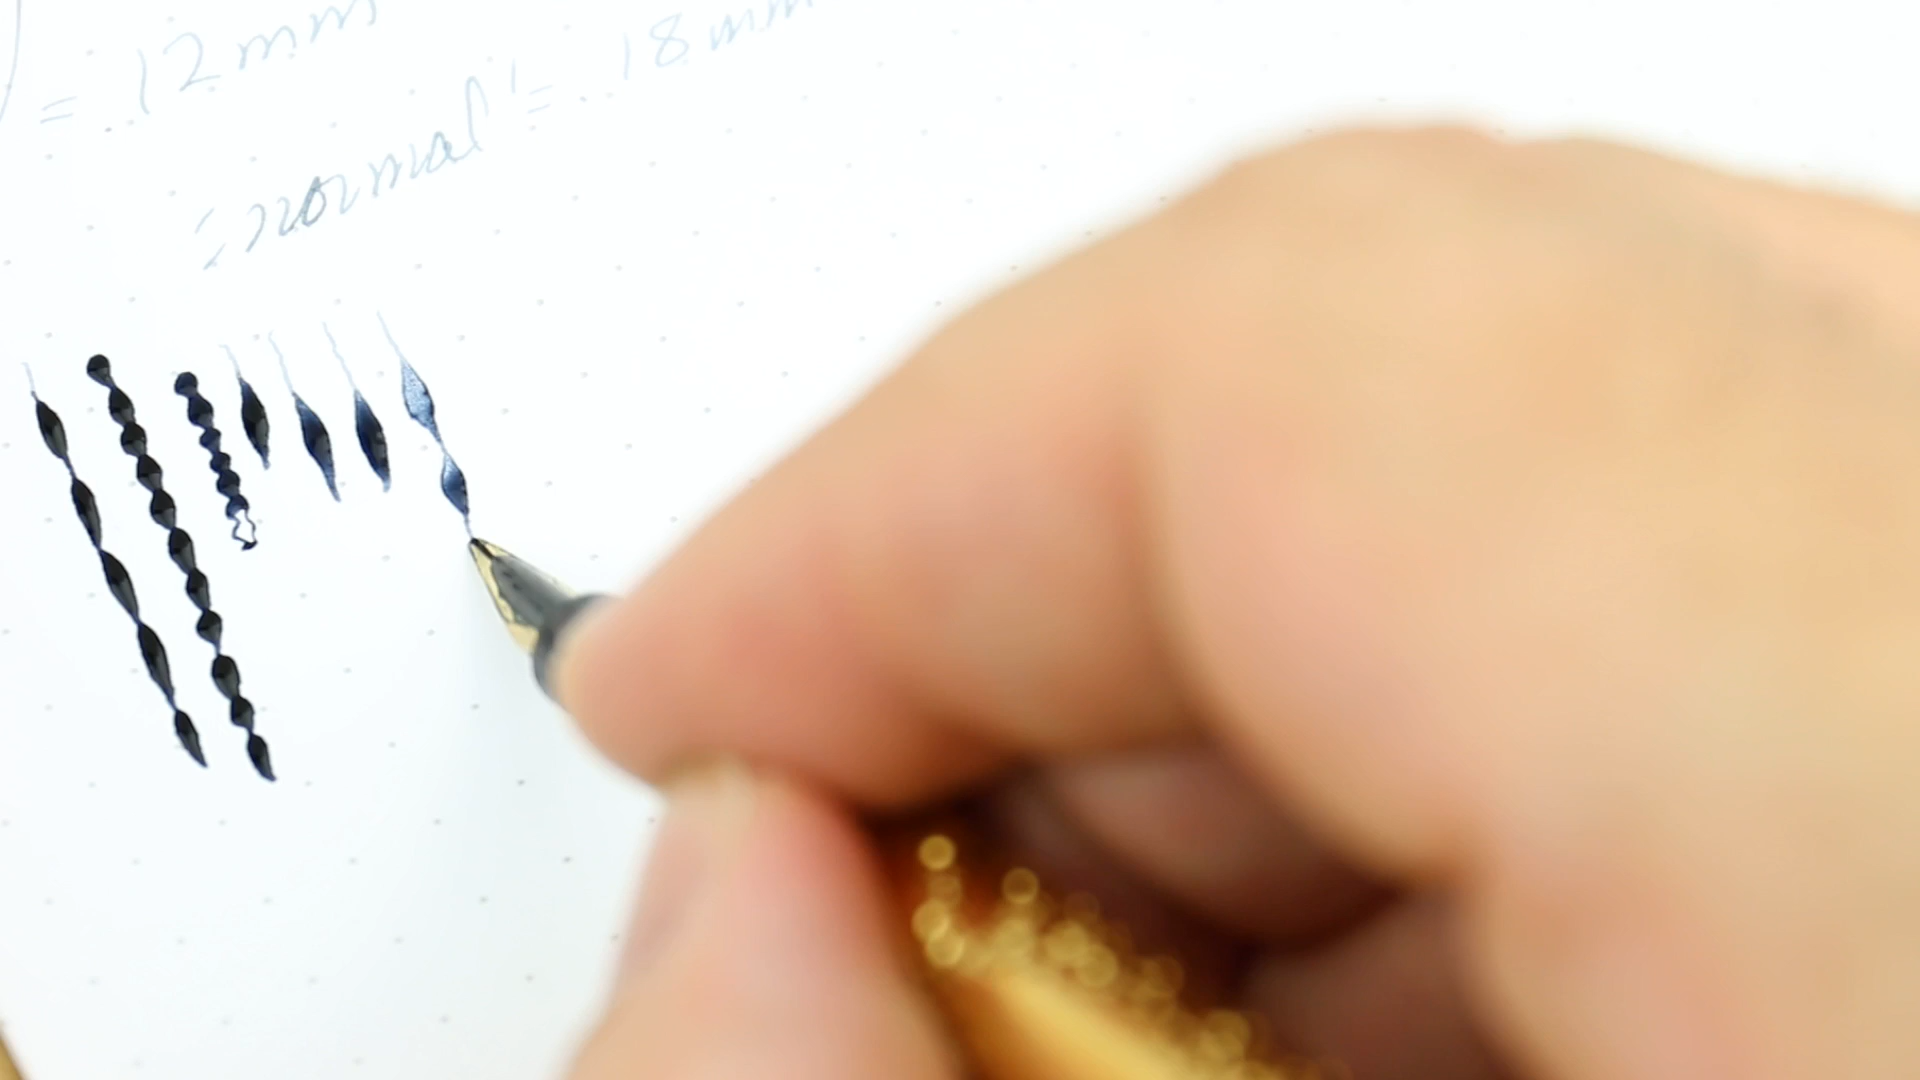 = 12mm
"normal" = 18mm